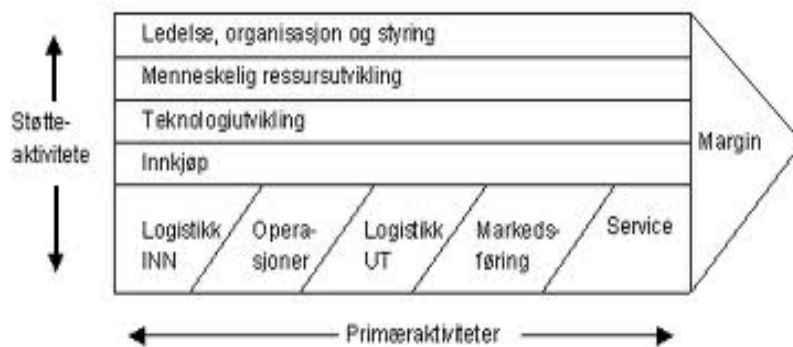 Ledelse, organisasjon og styring
Menneskelig ressursutvikling
Teknologiutvikling
Innkjøp
Støtte-
aktivitete
Margin
Logistikk
INN
Opera-
sjoner
Logistikk
UT
Markeds-
føring
Service
Primæraktiviteter